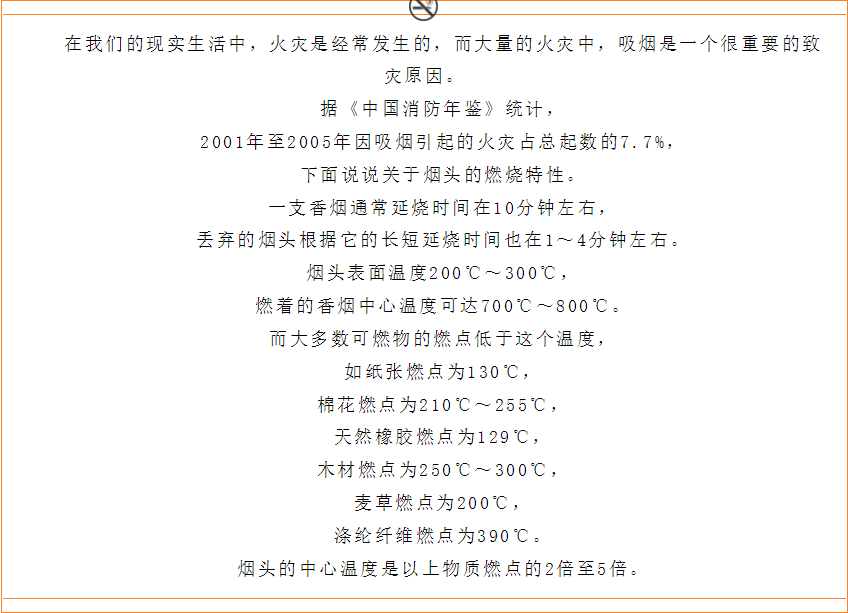 在我们的现实生活中，火灾是经常发生的，而大量的火灾中，吸烟是一个很重要的致
灾原因。
据《中国消防年鉴》统计，
2001年至2005年因吸烟引起的火灾占总起数的7.7%，
下面说说关于烟头的燃烧特性。
一支香烟通常延烧时间在10分钟左右，
丢弃的烟头根据它的长短延烧时间也在1～4分钟左右。
烟头表面温度200℃～300℃，
燃着的香烟中心温度可达700℃～800℃。
而大多数可燃物的燃点低于这个温度，
如纸张燃点为130℃，
棉花燃点为210℃～255℃，
天然橡胶燃点为129℃，
木材燃点为250℃～300℃，
麦草燃点为200℃，
涤纶纤维燃点为390℃。
烟头的中心温度是以上物质燃点的2倍至5倍。